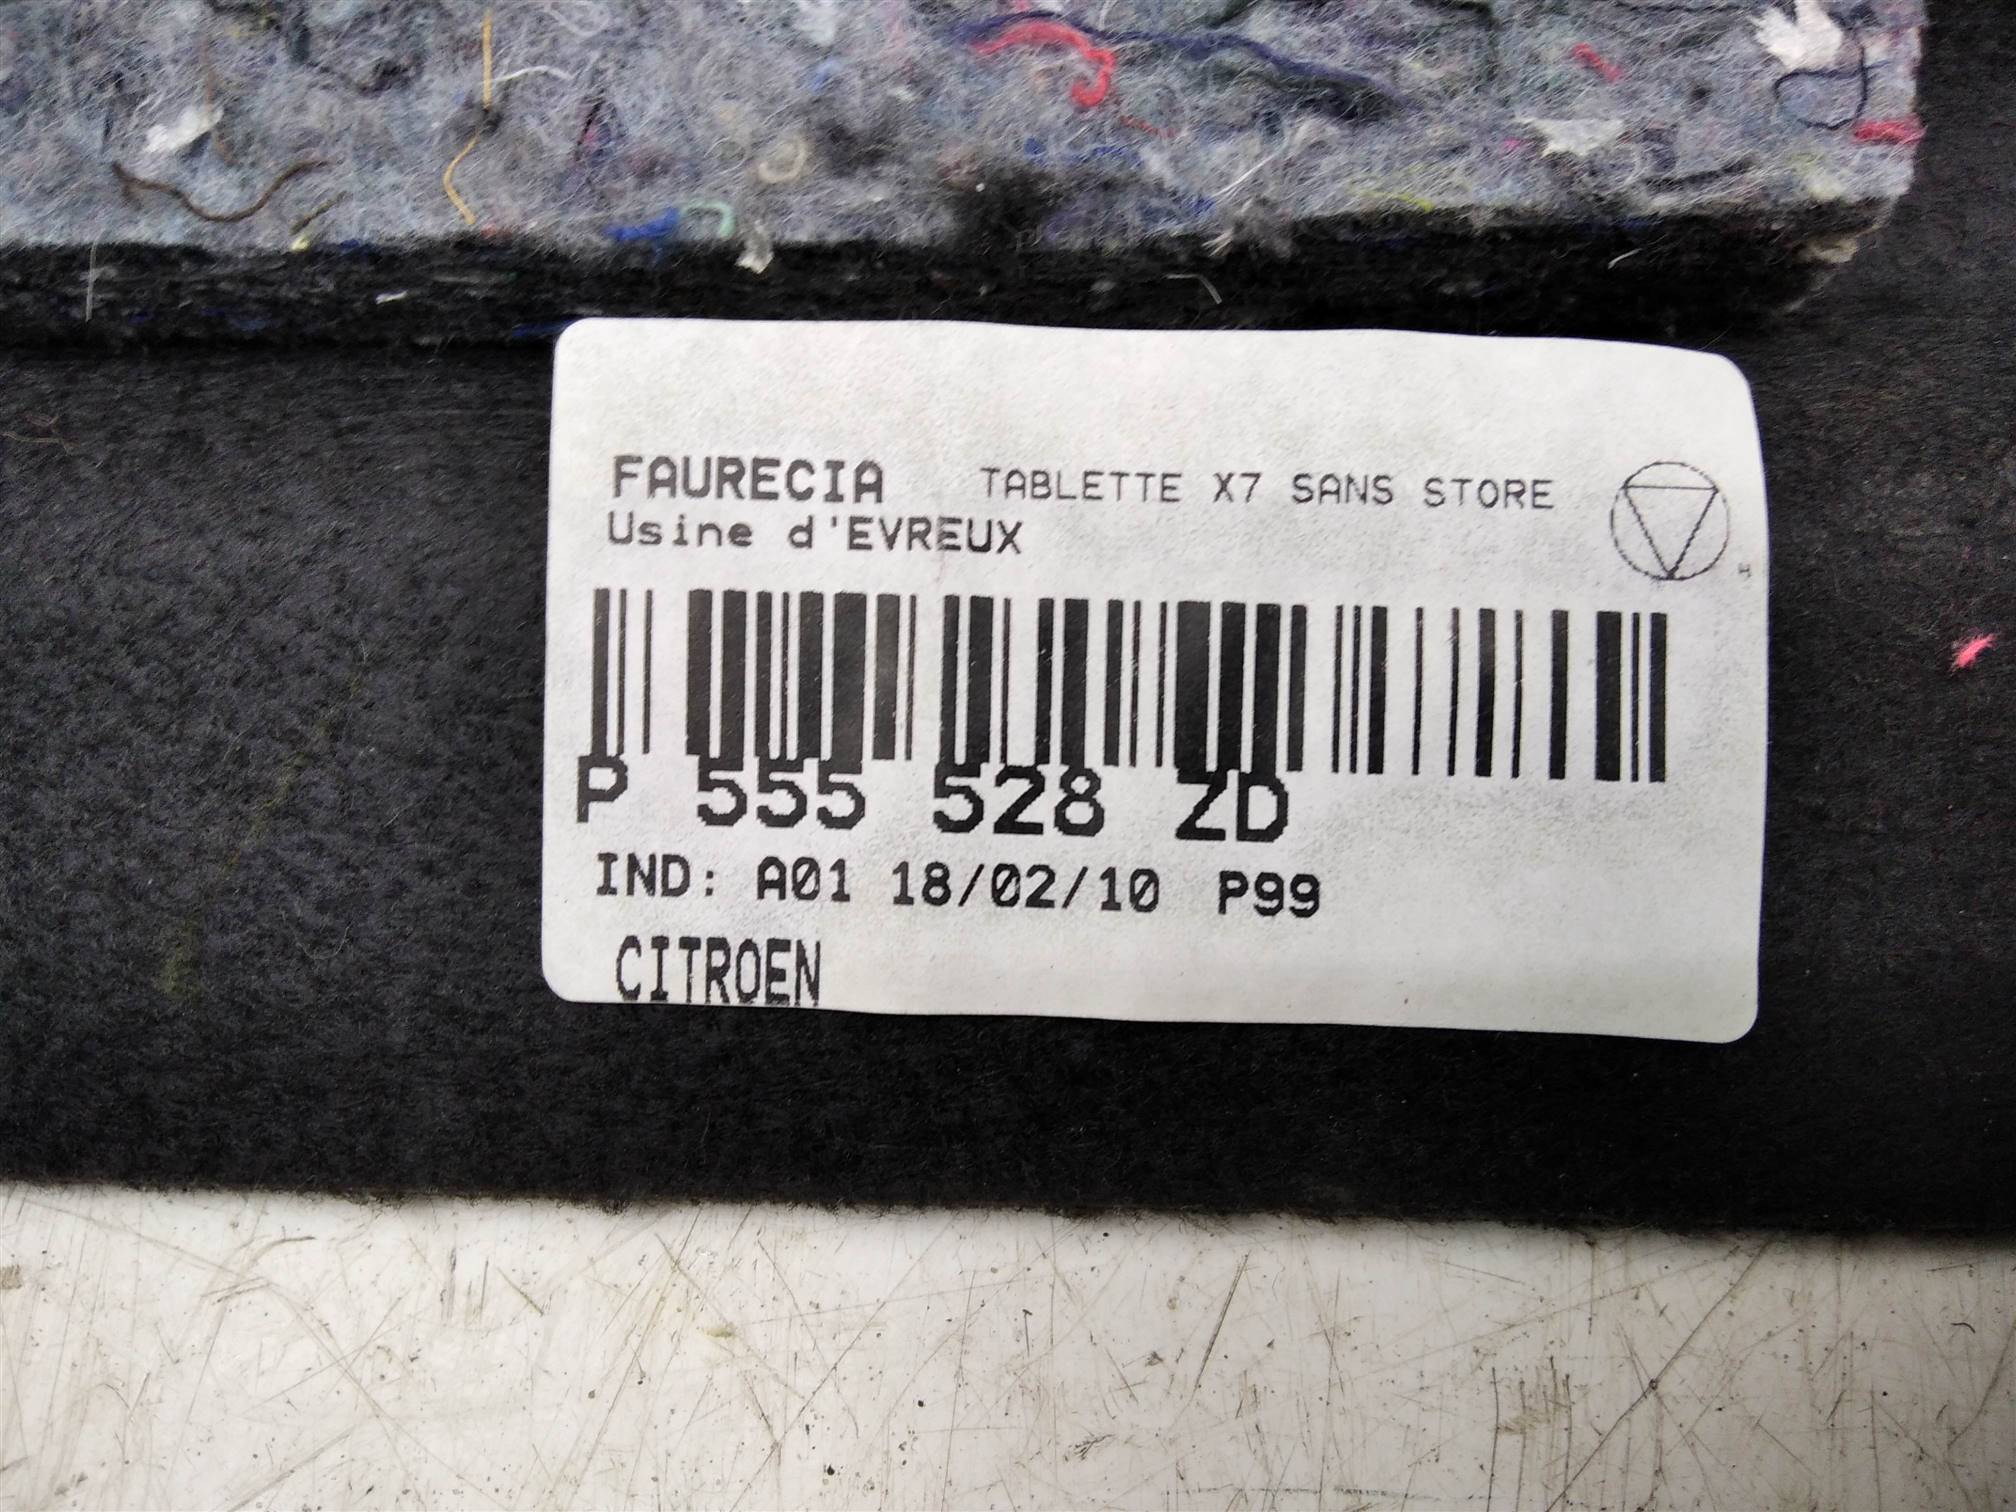 FAURECIA TABLETTE X7 SANS STORE
Usine d'EVREUX
P 555 528 ZD
IND: A01 18/02/10 P99
CITROEN